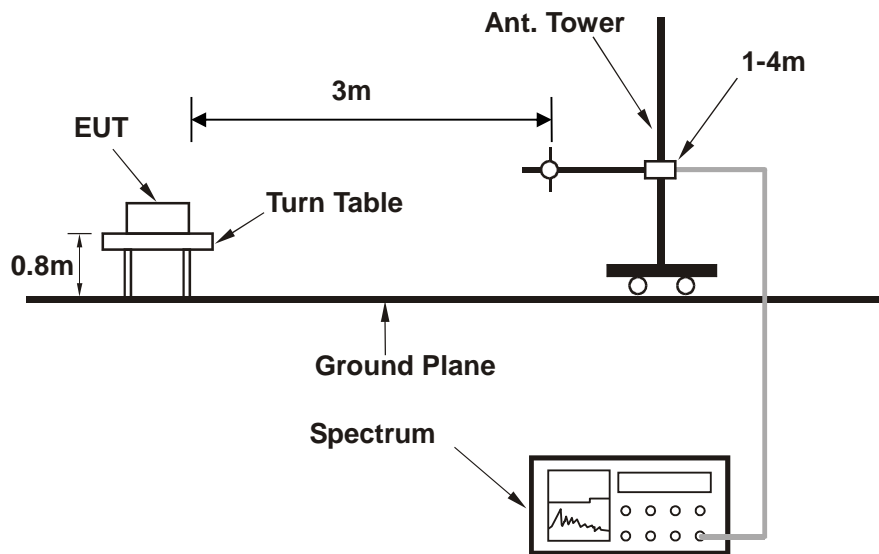 Ant. Tower
1-4m
3m
EUT
Turn Table
0.8m
Ground Plane
Spectrum